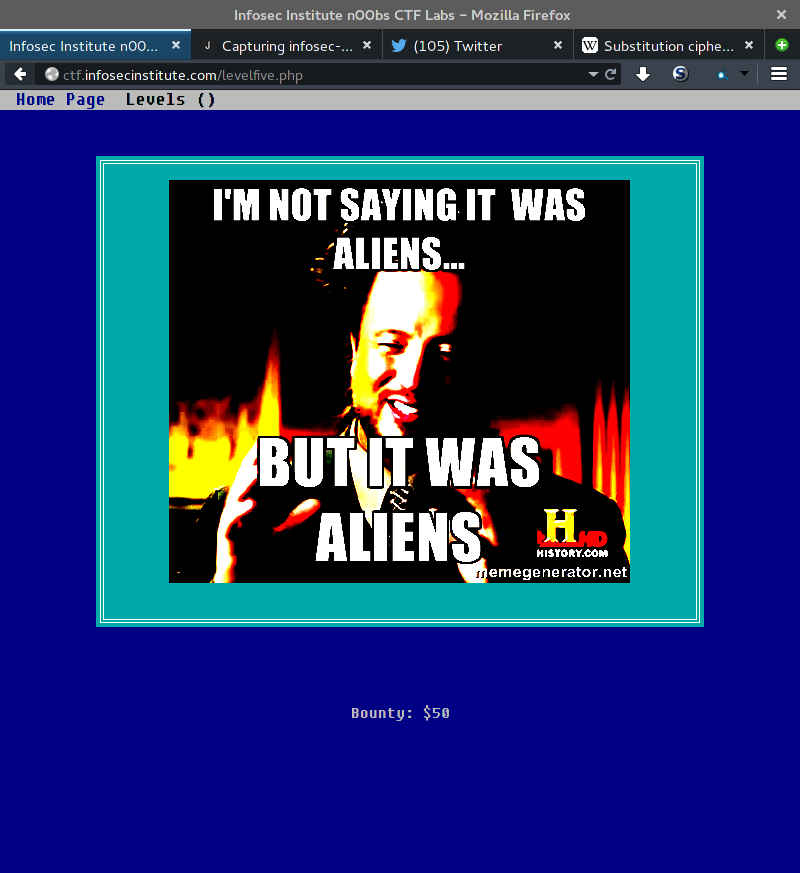 Infosec Institute n00bs CTF Labs - Mozilla Firefox
Infosec Institute n00... J Capturing infosec-... (105) Twitter W Substitution ciphe...
ctf.infosecinstitute.com/levelfive.php
Home Page Levels ()
I'M NOT SAYING IT WAS
ALIENS...
BUT IT WAS
ALIENS
H
HD
HISTORY.COM
memegenerator.net
Bounty: $50